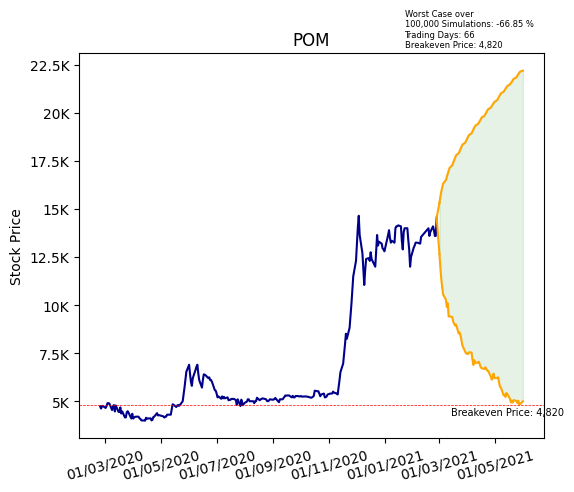 Worst Case over
100,000 Simulations: -66.85 %
Trading Days: 66
Breakeven Price: 4,820
POM
Stock Price
22.5K
20K
17.5K
15K
12.5K
10K
7.5K
5K
Breakeven Price: 4,820
01/03/2020
01/05/2020
01/07/2020
01/09/2020
01/11/2020
01/01/2021
01/03/2021
01/05/2021